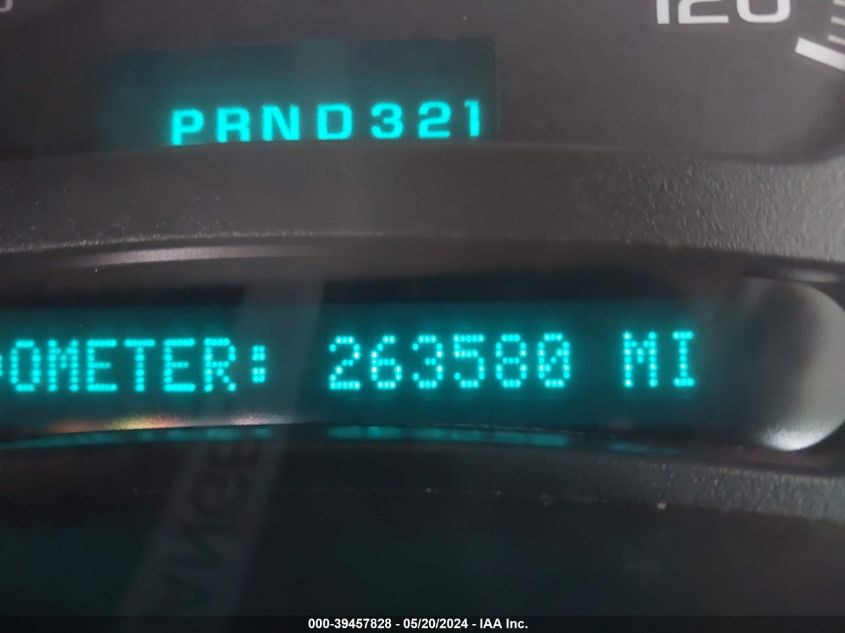 120
PRND321
OMETER: 263580 MI
000-39457828 - 05/20/2024 - IAA Inc.